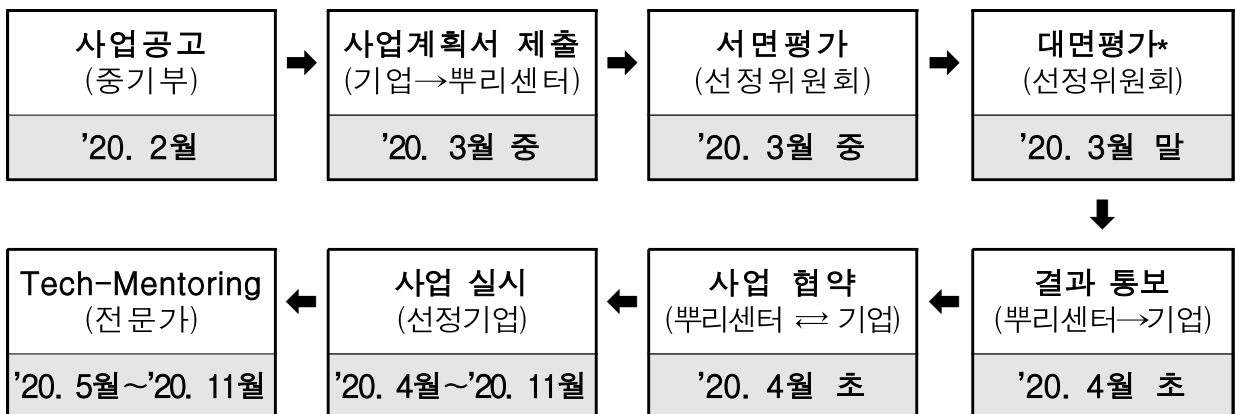 사업공고
(중기부)
'20. 2월
➡
사업계획서 제출
(기업→뿌리센터)
'20. 3월 중
➡
서면평가
(선정위원회)
'20. 3월 중
➡
대면평가*
(선정위원회)
'20. 3월 말
⬇
결과 통보
(뿌리센터→기업)
'20. 4월 초
⬅
사업 협약
(뿌리센터 ⇄ 기업)
'20. 4월 초
⬅
사업 실시
(선정기업)
'20. 4월~'20. 11월
⬅
Tech-Mentoring
(전문가)
'20. 5월~'20. 11월